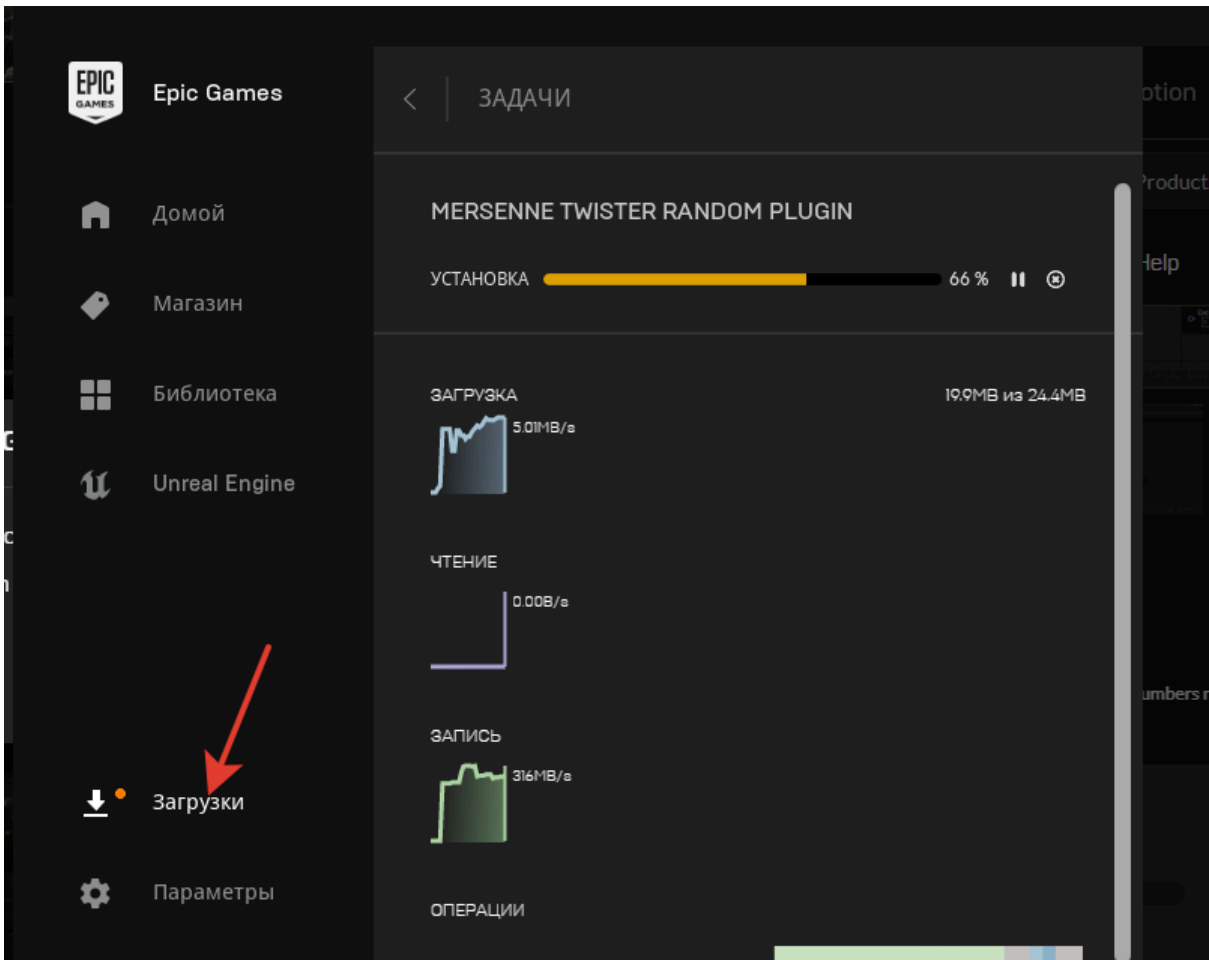 EPIC
GAMES
Epic Games
Домой
Магазин
Библиотека
Unreal Engine
Загрузки
Параметры
ЗАДАЧИ
MERSENNE TWISTER RANDOM PLUGIN
УСТАНОВКА 66 %
ЗАГРУЗКА 19.9MB из 24.4MB
5.01MB/s
ЧТЕНИЕ
0.00B/s
ЗАПИСЬ
316MB/s
ОПЕРАЦИИ
otion
Product
Help
umbers